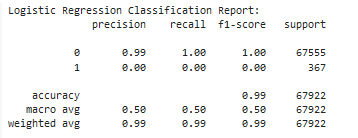 Logistic Regression Classification Report:
precision recall f1-score support
0 0.99 1.00 1.00 67555
1 0.00 0.00 0.00 367
accuracy 0.99 67922
macro avg 0.50 0.50 0.50 67922
weighted avg 0.99 0.99 0.99 67922